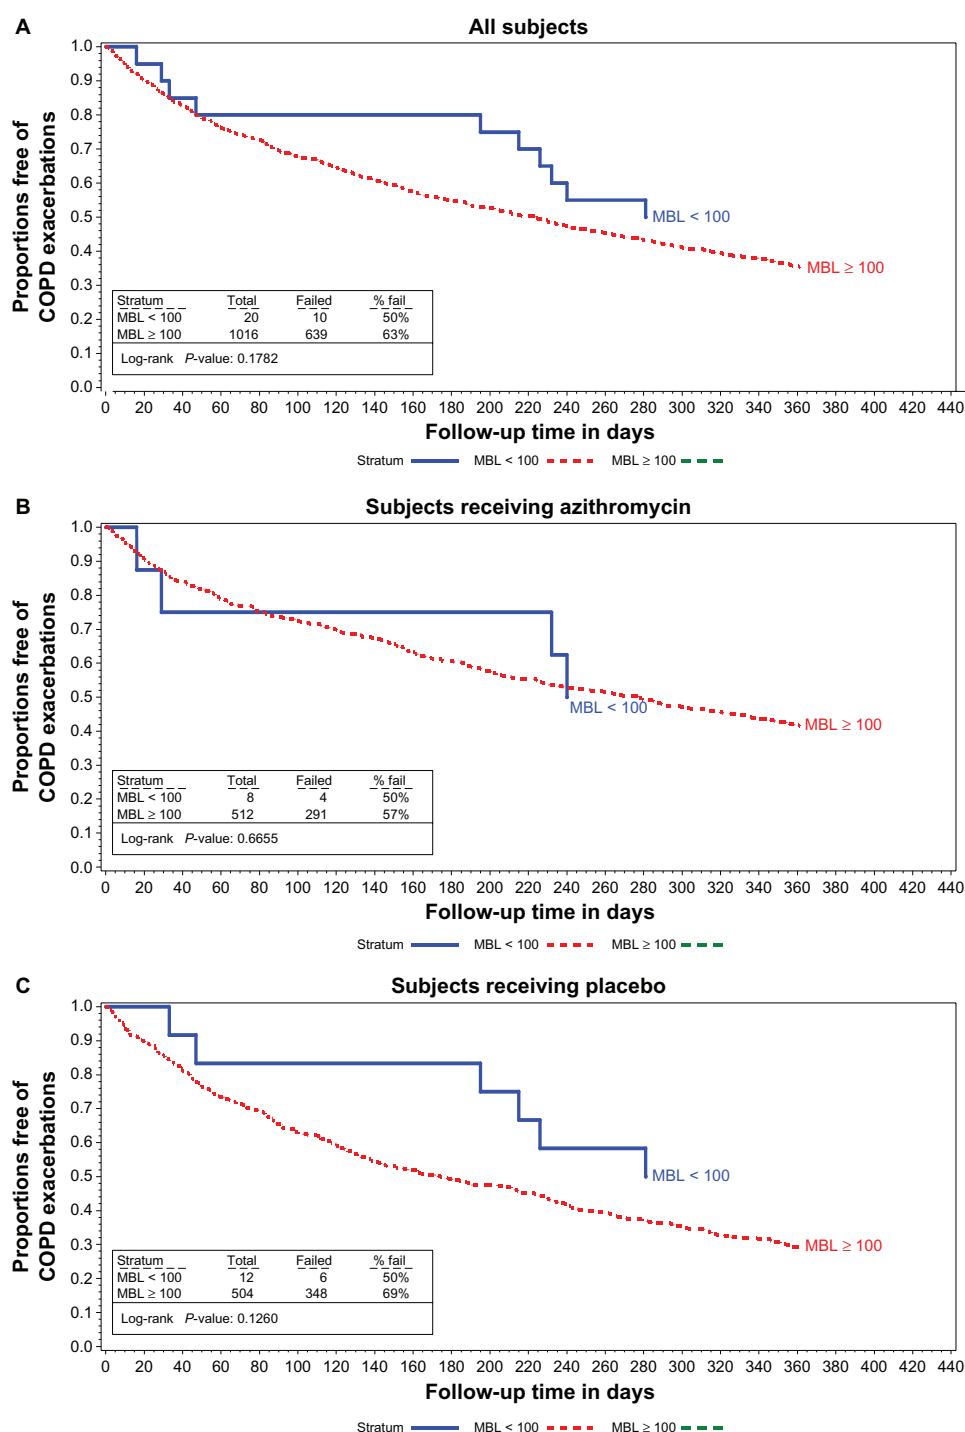 A
All subjects
Proportions free of
COPD exacerbations
1.0
0.9
0.8
0.7
0.6
0.5
0.4
0.3
0.2
0.1
0.0
MBL < 100
MBL ≥ 100
Stratum Total Failed % fail
MBL < 100 20 10 50%
MBL ≥ 100 1016 639 63%
Log-rank P-value: 0.1782
0 20 40 60 80 100 120 140 160 180 200 220 240 260 280 300 320 340 360 380 400 420 440
Follow-up time in days
Stratum MBL < 100 MBL ≥ 100
B
Subjects receiving azithromycin
Proportions free of
COPD exacerbations
1.0
0.9
0.8
0.7
0.6
0.5
0.4
0.3
0.2
0.1
0.0
MBL < 100
MBL ≥ 100
Stratum Total Failed % fail
MBL < 100 8 4 50%
MBL ≥ 100 512 291 57%
Log-rank P-value: 0.6655
0 20 40 60 80 100 120 140 160 180 200 220 240 260 280 300 320 340 360 380 400 420 440
Follow-up time in days
Stratum MBL < 100 MBL ≥ 100
C
Subjects receiving placebo
Proportions free of
COPD exacerbations
1.0
0.9
0.8
0.7
0.6
0.5
0.4
0.3
0.2
0.1
0.0
MBL < 100
MBL ≥ 100
Stratum Total Failed % fail
MBL < 100 12 6 50%
MBL ≥ 100 504 348 69%
Log-rank P-value: 0.1260
0 20 40 60 80 100 120 140 160 180 200 220 240 260 280 300 320 340 360 380 400 420 440
Follow-up time in days
Stratum MBL < 100 MBL ≥ 100